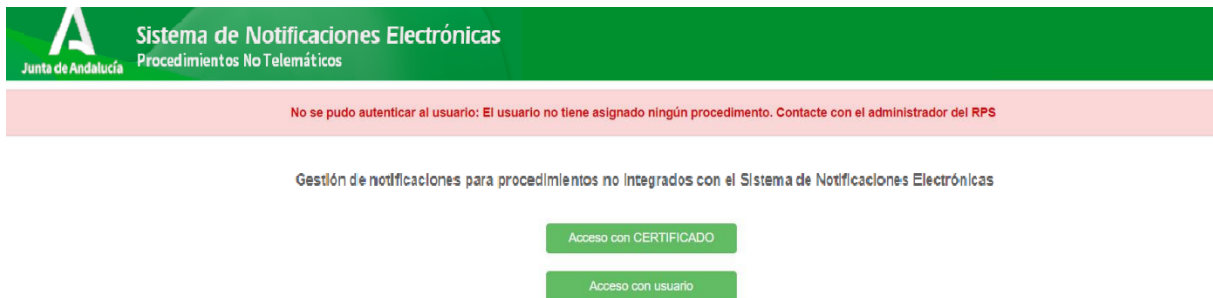 Sistema de Notificaciones Electrónicas
Junta de Andalucía
Procedimientos No Telemáticos
No se pudo autenticar al usuario: El usuario no tiene asignado ningún procedimento. Contacte con el administrador del RPS
Gestión de notificaciones para procedimientos no integrados con el Sistema de Notificaciones Electrónicas
Acceso con CERTIFICADO
Acceso con usuario